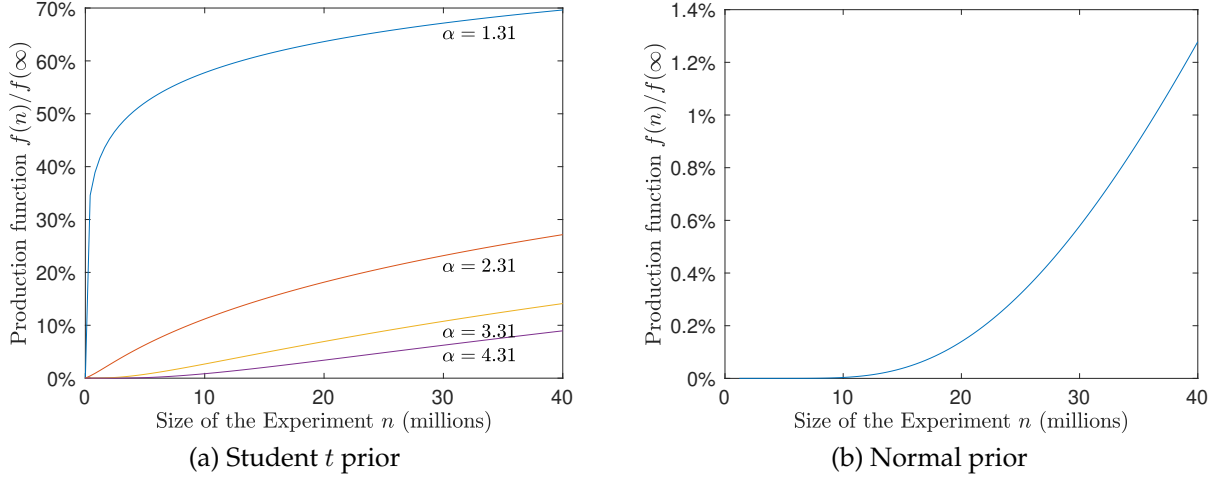 70%
60%
50%
40%
30%
20%
10%
0%
Production function f(n)/f(∞)
α = 1.31
α = 2.31
α = 3.31
α = 4.31
0 10 20 30 40
Size of the Experiment n (millions)
(a) Student t prior
1.4%
1.2%
1%
0.8%
0.6%
0.4%
0.2%
0%
Production function f(n)/f(∞)
0 10 20 30 40
Size of the Experiment n (millions)
(b) Normal prior